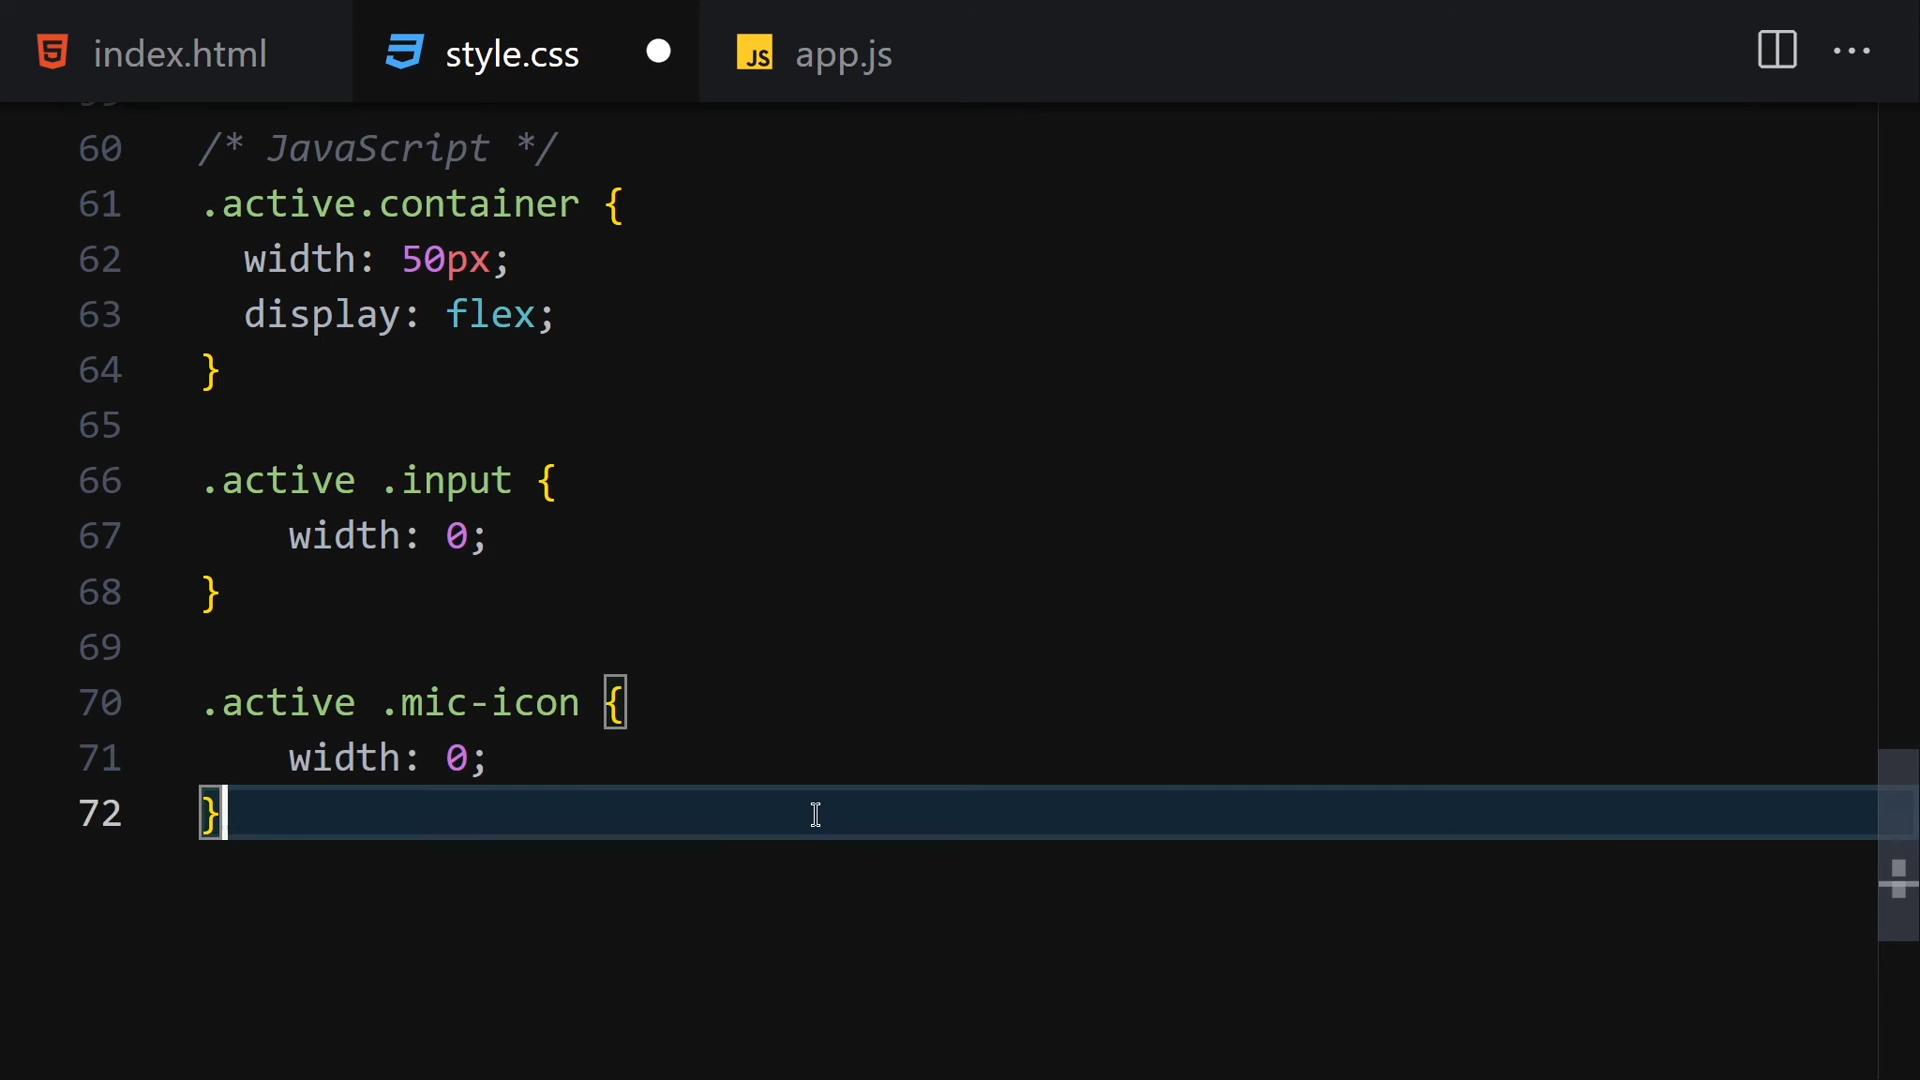 index.html style.css app.js
60 /* JavaScript */
61 .active.container {
62 width: 50px;
63 display: flex;
64 }
65
66 .active .input {
67 width: 0;
68 }
69
70 .active .mic-icon {
71 width: 0;
72 }